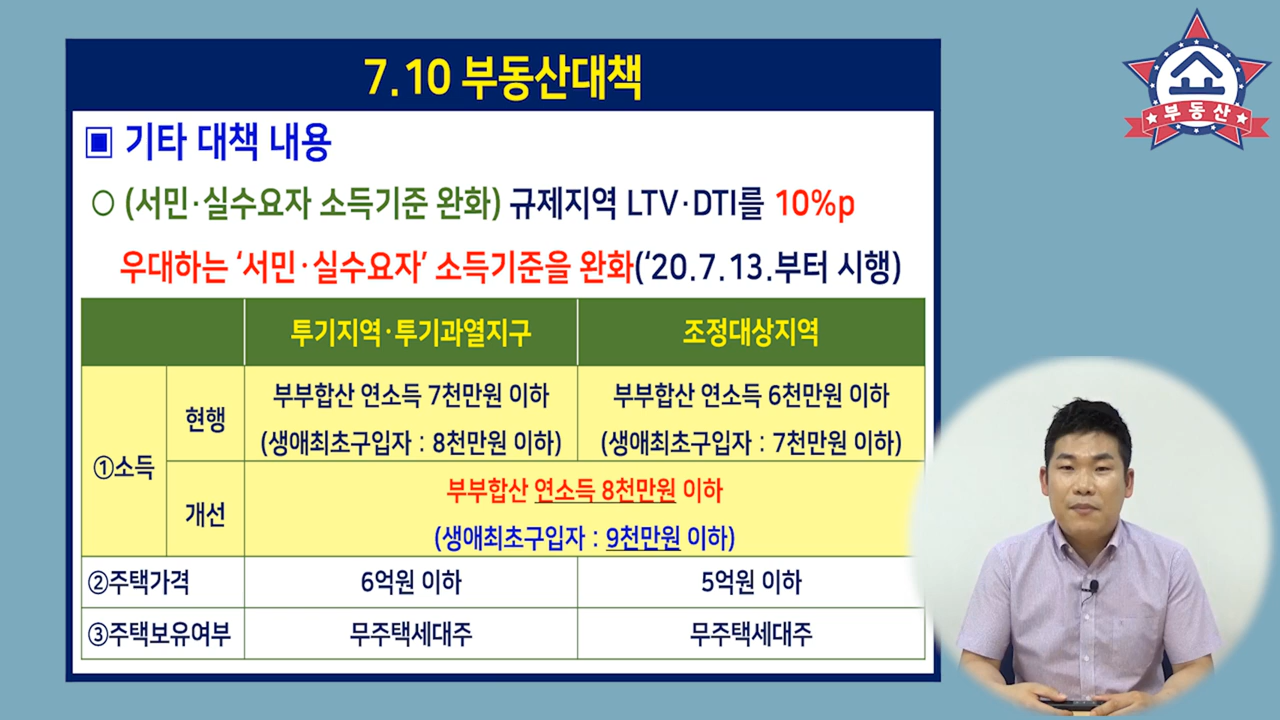 7.10 부동산대책
▣ 기타 대책 내용
○ (서민·실수요자 소득기준 완화) 규제지역 LTV·DTI를 10%p
우대하는 ‘서민·실수요자’ 소득기준을 완화(‘20.7.13.부터 시행)
투기지역·투기과열지구 조정대상지역
①소득
현행
부부합산 연소득 7천만원 이하 부부합산 연소득 6천만원 이하
(생애최초구입자 : 8천만원 이하) (생애최초구입자 : 7천만원 이하)
개선
부부합산 연소득 8천만원 이하
(생애최초구입자 : 9천만원 이하)
②주택가격 6억원 이하 5억원 이하
③주택보유여부 무주택세대주 무주택세대주
쇼
부동산